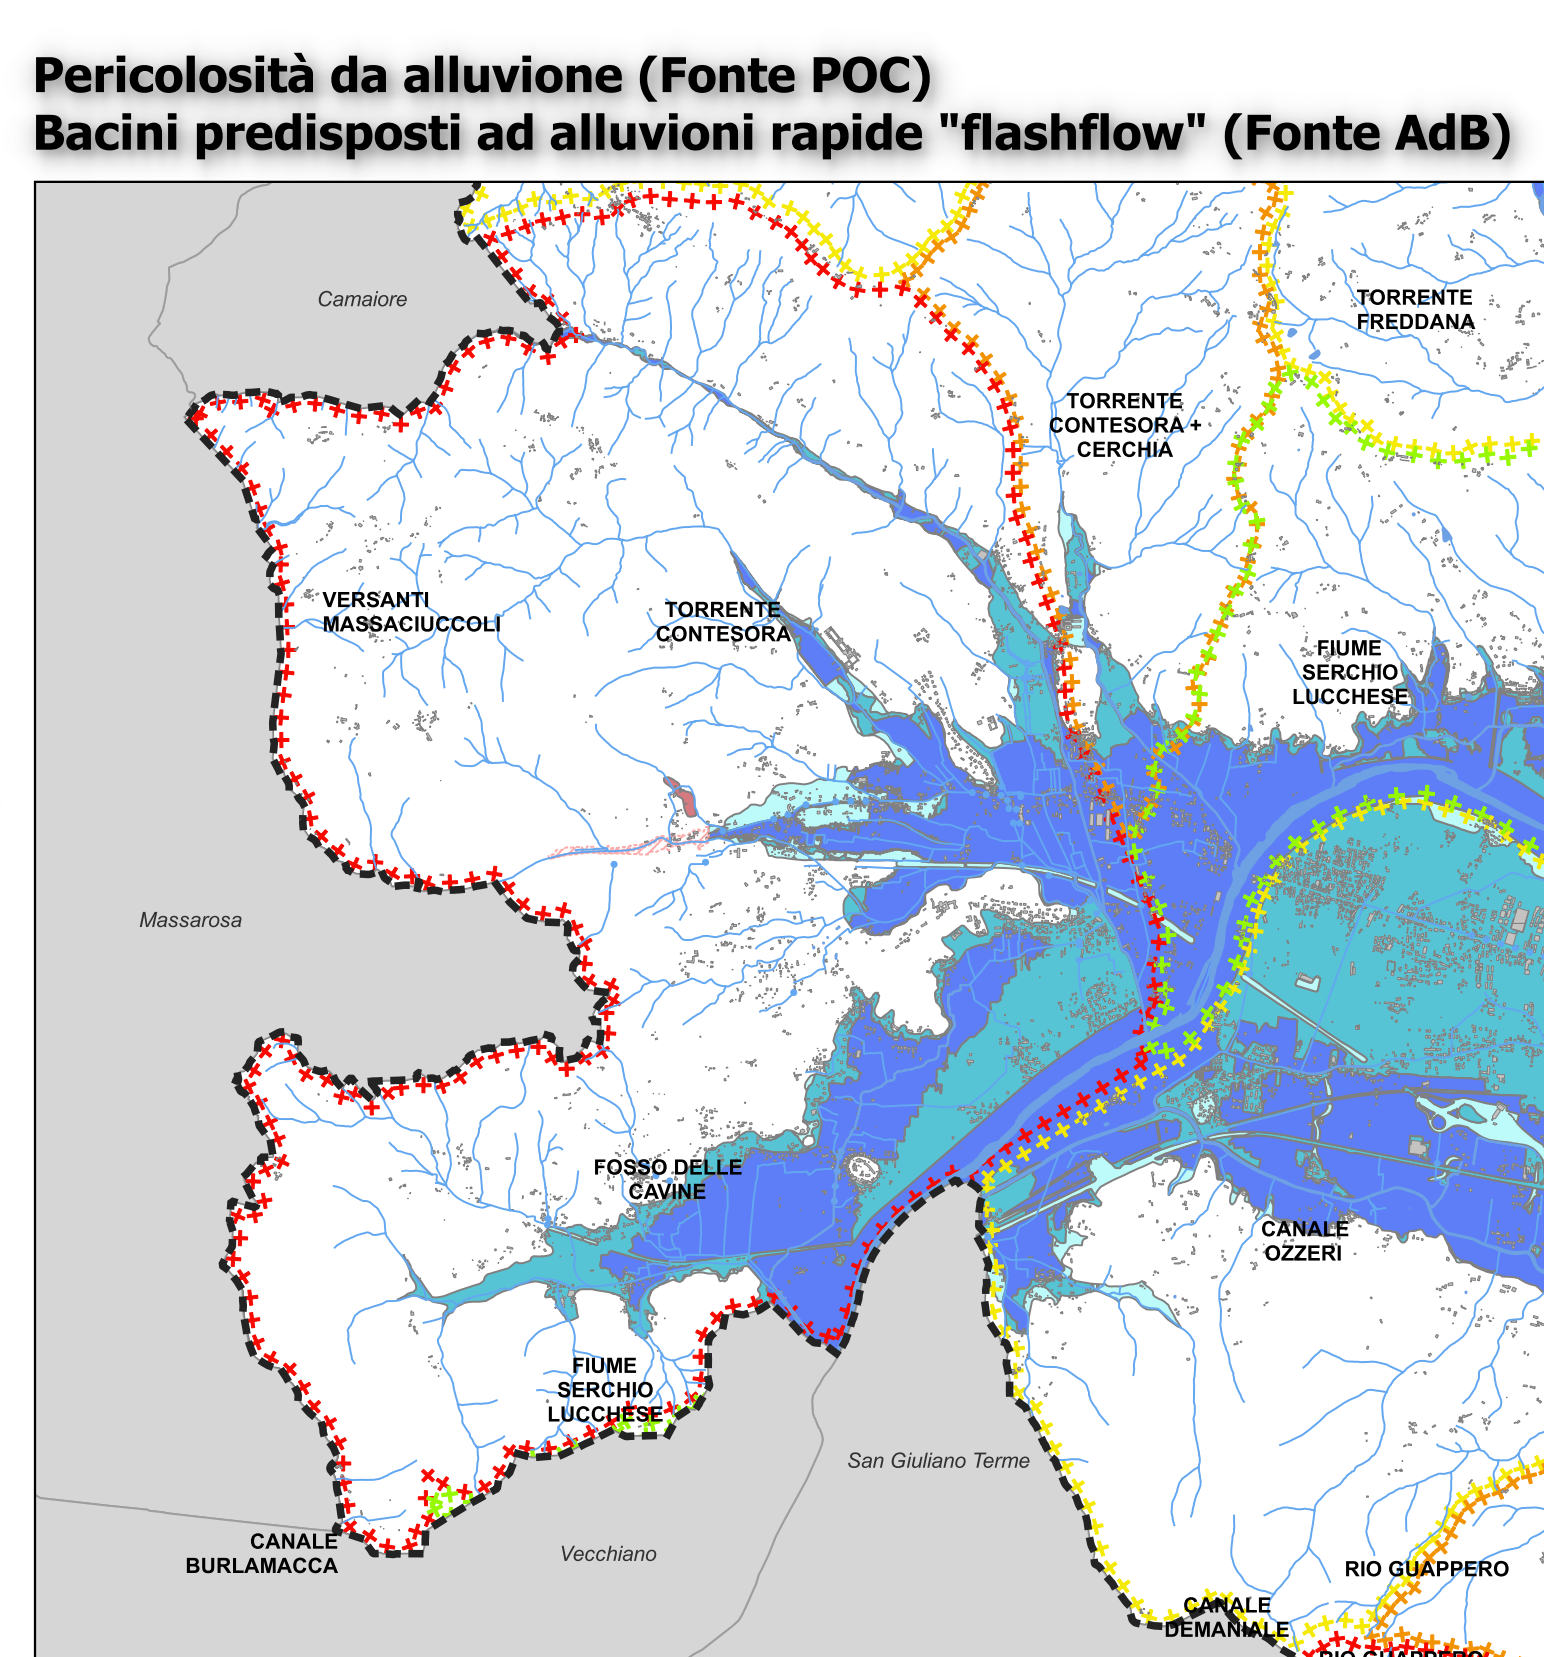 Pericolosità da alluvione (Fonte POC)
Bacini predisposti ad alluvioni rapide "flashflow" (Fonte AdB)
Camaiore
TORRENTE
FREDDANA
TORRENTE
CONTESORA +
CERCHIA
VERSANTI
MASSACIUCCOLI
TORRENTE
CONTESORA
FIUME
SERCHIO
LUCCHESE
Massarosa
FOSSO DELLE
CAVINE
CANALE
OZZERI
FIUME
SERCHIO
LUCCHESE
San Giuliano Terme
CANALE
BURLAMACCA
Vecchiano
RIO GUAPPERO
CANALE
DEMANIALE
RIO GUAPPERO